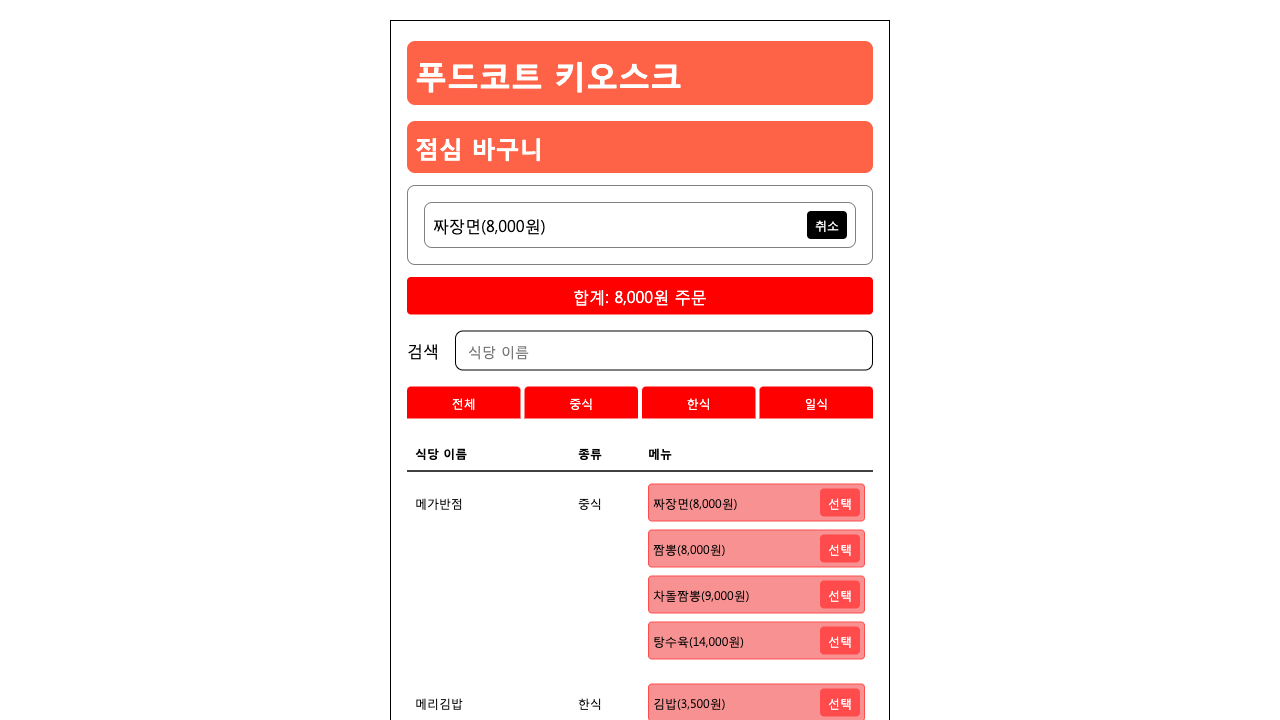 푸드코트 키오스크
점심 바구니
짜장면(8,000원) 취소
합계: 8,000원 주문
검색 식당 이름
전체 중식 한식 일식
식당 이름 종류 메뉴
메가반점 중식 짜장면(8,000원) 선택
짬뽕(8,000원) 선택
차돌짬뽕(9,000원) 선택
탕수육(14,000원) 선택
메리김밥 한식 김밥(3,500원) 선택